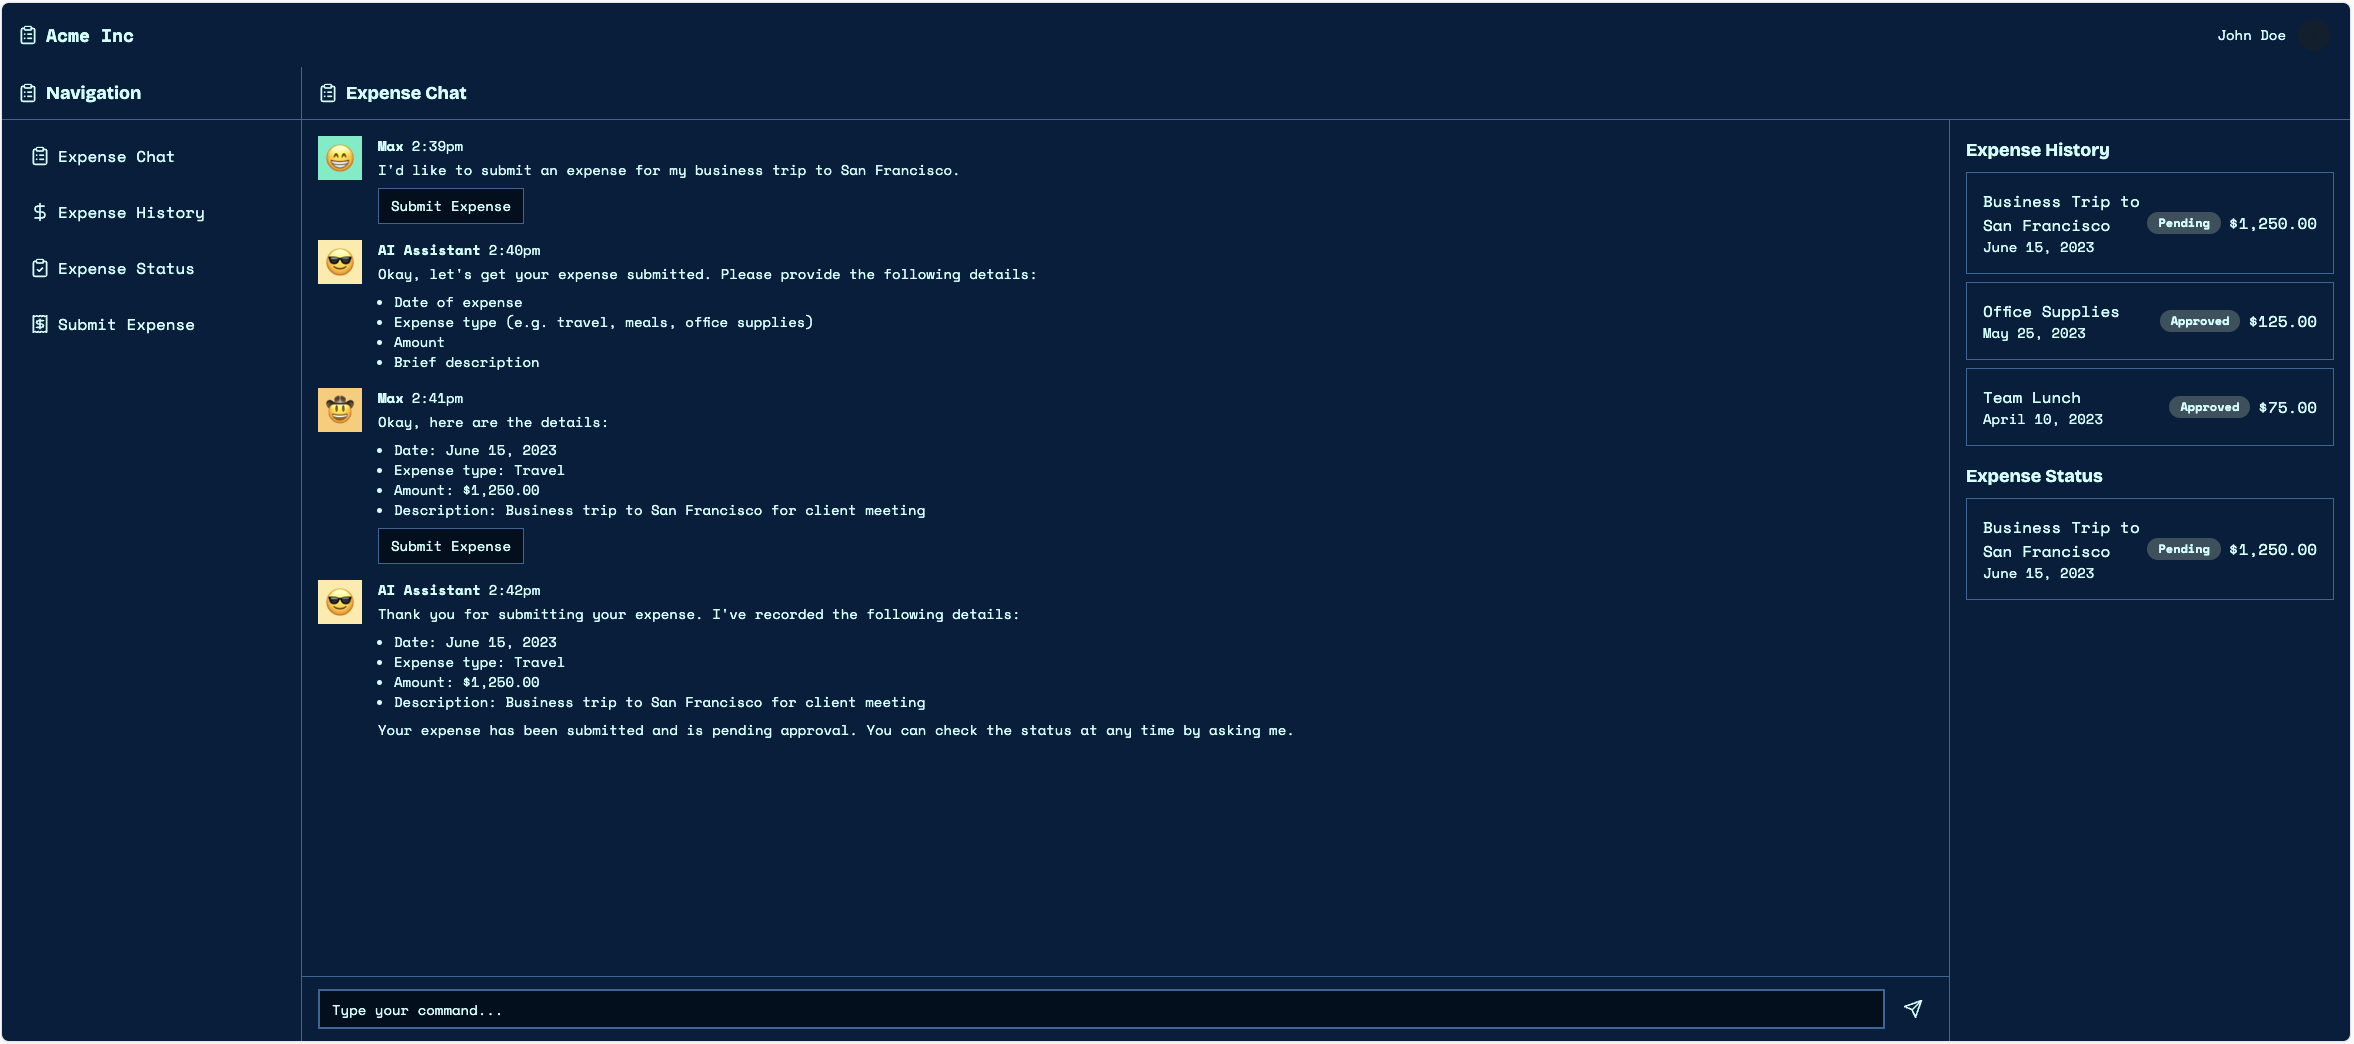 Acme Inc
John Doe
Navigation
Expense Chat
Expense History
Expense Status
Submit Expense
Expense Chat
Max 2:39pm
I'd like to submit an expense for my business trip to San Francisco.
Submit Expense
AI Assistant 2:40pm
Okay, let's get your expense submitted. Please provide the following details:
• Date of expense
• Expense type (e.g. travel, meals, office supplies)
• Amount
• Brief description
Max 2:41pm
Okay, here are the details:
• Date: June 15, 2023
• Expense type: Travel
• Amount: $1,250.00
• Description: Business trip to San Francisco for client meeting
Submit Expense
AI Assistant 2:42pm
Thank you for submitting your expense. I've recorded the following details:
• Date: June 15, 2023
• Expense type: Travel
• Amount: $1,250.00
• Description: Business trip to San Francisco for client meeting
Your expense has been submitted and is pending approval. You can check the status at any time by asking me.
Type your command...
Expense History
Business Trip to
San Francisco
June 15, 2023
Pending $1,250.00
Office Supplies
May 25, 2023
Approved $125.00
Team Lunch
April 10, 2023
Approved $75.00
Expense Status
Business Trip to
San Francisco
June 15, 2023
Pending $1,250.00